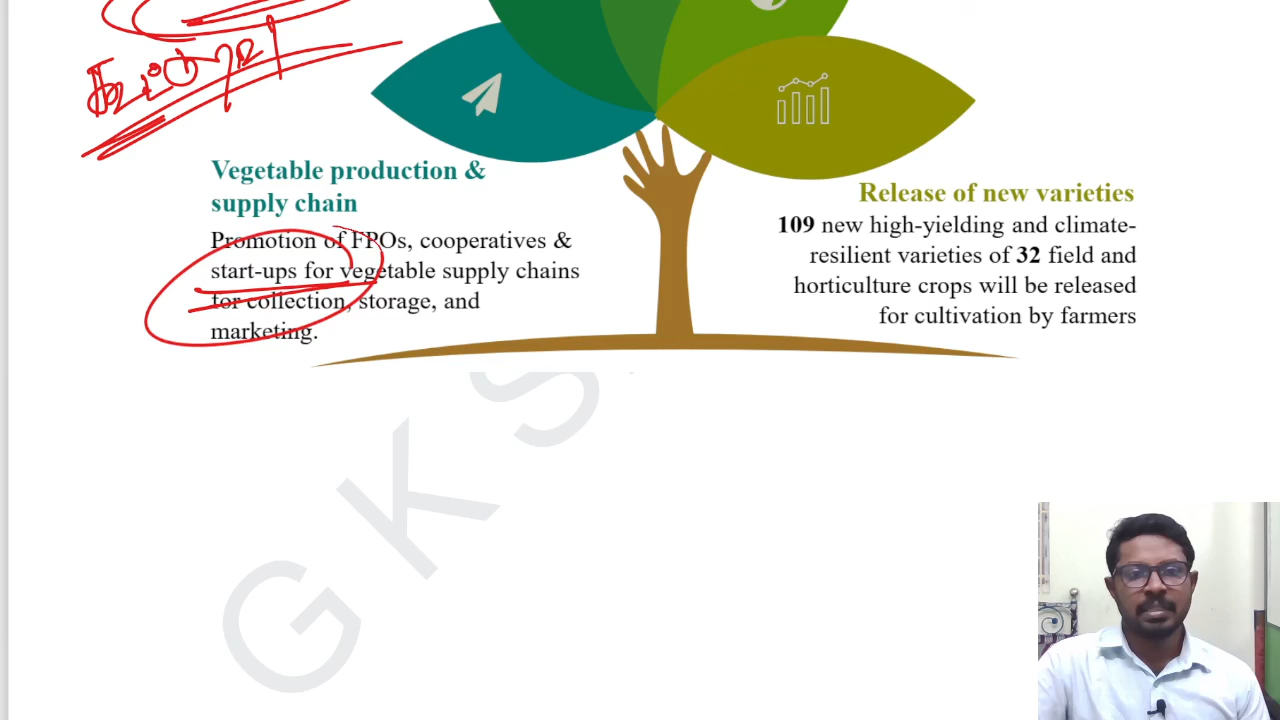 Vegetable production &
supply chain
Promotion of FPOs, cooperatives &
start-ups for vegetable supply chains
for collection, storage, and
marketing.
Release of new varieties
109 new high-yielding and climate-
resilient varieties of 32 field and
horticulture crops will be released
for cultivation by farmers
G K S